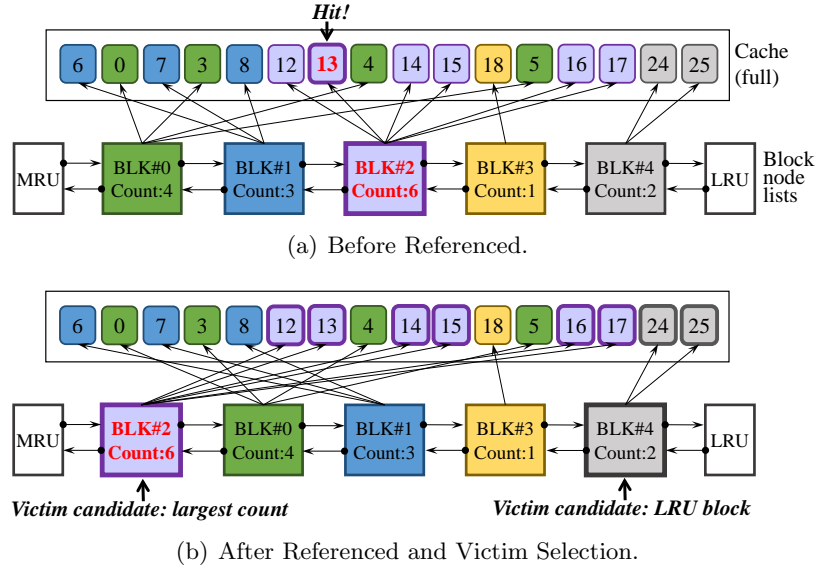 Hit!
6 0 7 3 8 12 13 4 14 15 18 5 16 17 24 25
Cache
(full)
MRU
BLK#0
Count:4
BLK#1
Count:3
BLK#2
Count:6
BLK#3
Count:1
BLK#4
Count:2
LRU
Block
node
lists
(a) Before Referenced.
6 0 7 3 8 12 13 4 14 15 18 5 16 17 24 25
MRU
BLK#2
Count:6
BLK#0
Count:4
BLK#1
Count:3
BLK#3
Count:1
BLK#4
Count:2
LRU
Victim candidate: largest count
Victim candidate: LRU block
(b) After Referenced and Victim Selection.